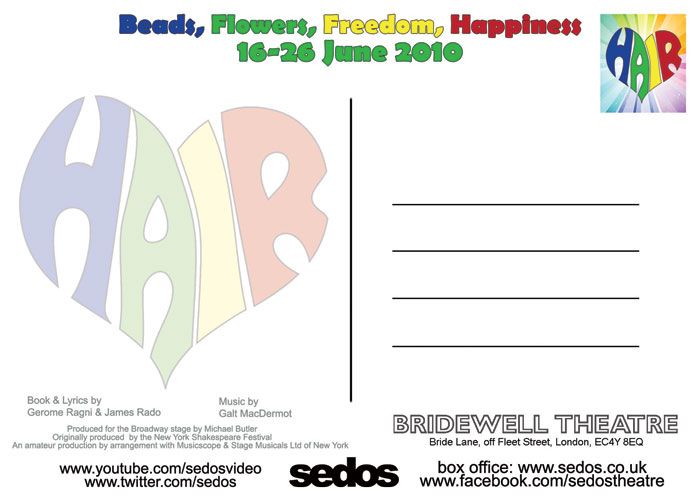 Beads, Flowers, Freedom, Happiness
16-26 June 2010
HAIR
HAIR
Book & Lyrics by
Gerome Ragni & James Rado
Music by
Galt MacDermot
Produced for the Broadway stage by Michael Butler
Originally produced by the New York Shakespeare Festival
An amateur production by arrangement with Musicscope & Stage Musicals Ltd of New York
www.youtube.com/sedosvideo
www.twitter.com/sedos
sedos
BRIDEWELL THEATRE
Bride Lane, off Fleet Street, London, EC4Y 8EQ
box office: www.sedos.co.uk
www.facebook.com/sedostheatre